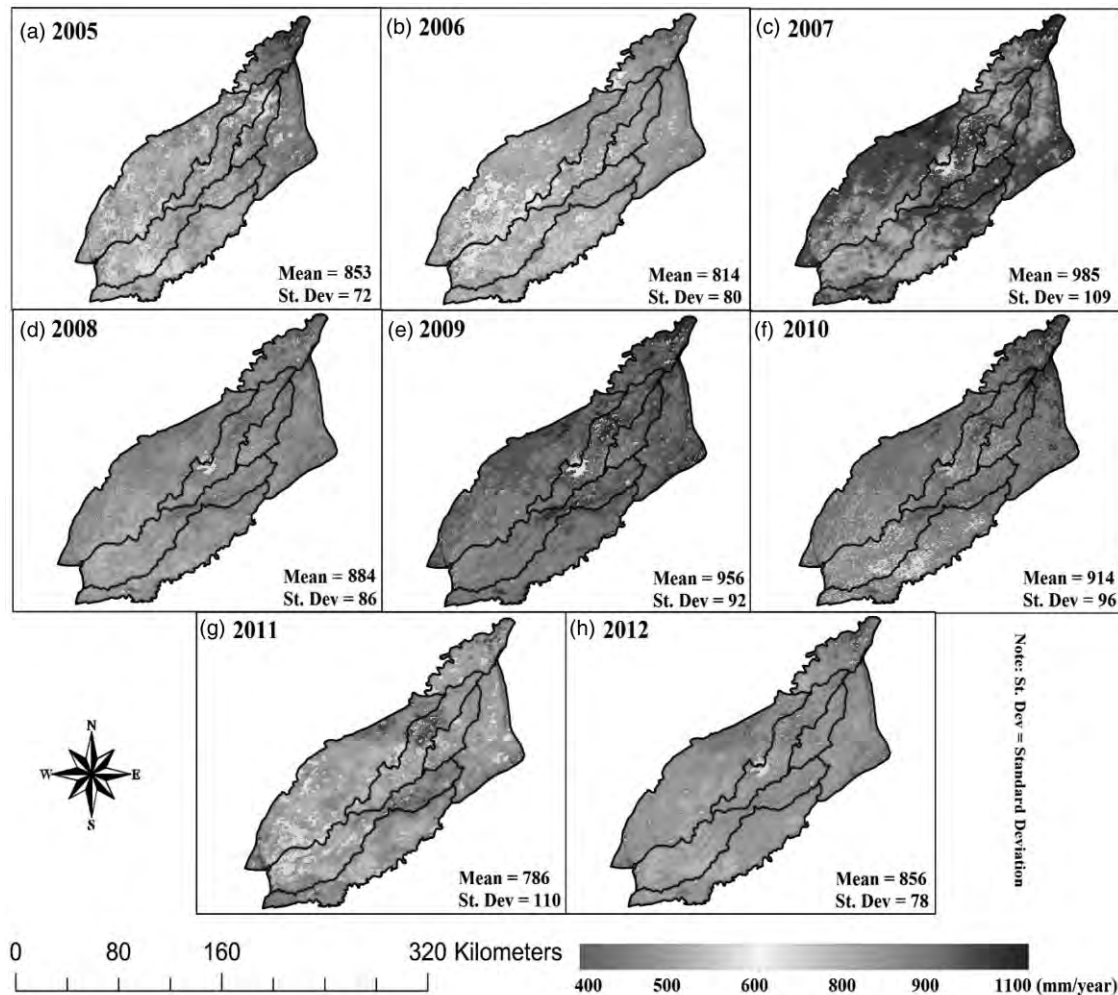 (a) 2005
Mean = 853
St. Dev = 72
(b) 2006
Mean = 814
St. Dev = 80
(c) 2007
Mean = 985
St. Dev = 109
(d) 2008
Mean = 884
St. Dev = 86
(e) 2009
Mean = 956
St. Dev = 92
(f) 2010
Mean = 914
St. Dev = 96
(g) 2011
Mean = 786
St. Dev = 110
(h) 2012
Mean = 856
St. Dev = 78
Note: St. Dev = Standard Deviation
N
W E
S
0 80 160 320 Kilometers
400 500 600 800 900 1100 (mm/year)